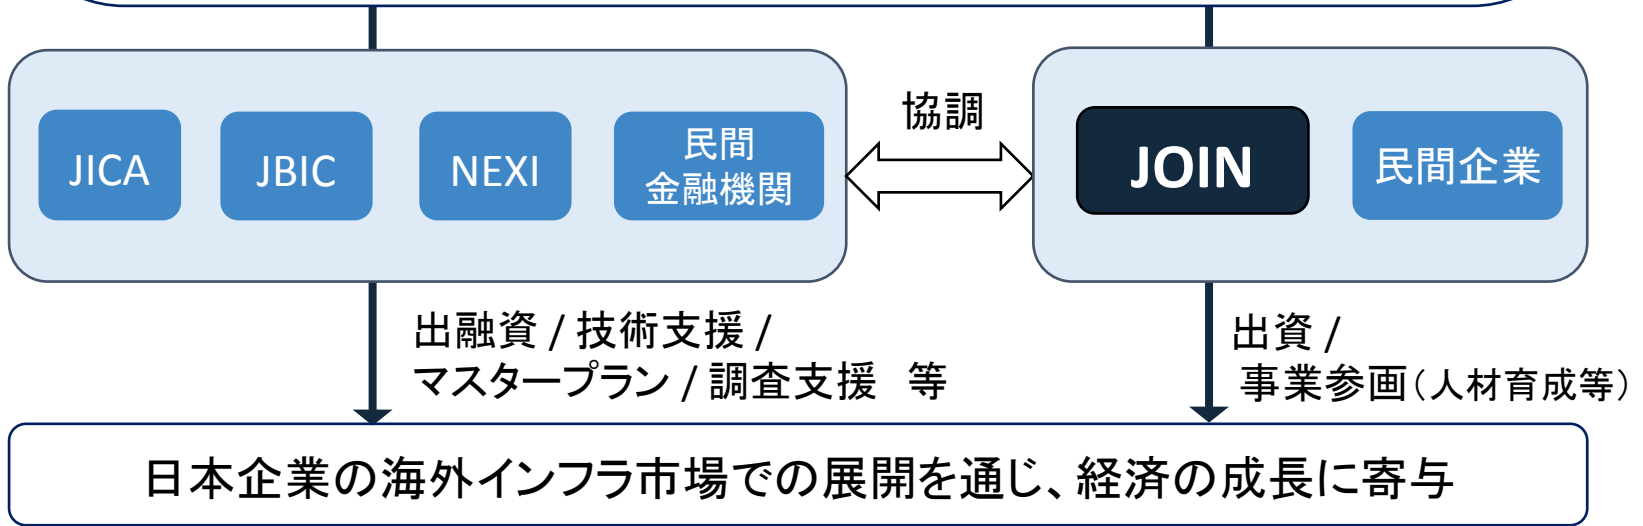 JICA
JBIC
NEXI
民間
金融機関
協調
JOIN
民間企業
出融資 / 技術支援 /
マスタープラン / 調査支援　等
出資 /
事業参画（人材育成等）
日本企業の海外インフラ市場での展開を通じ、経済の成長に寄与